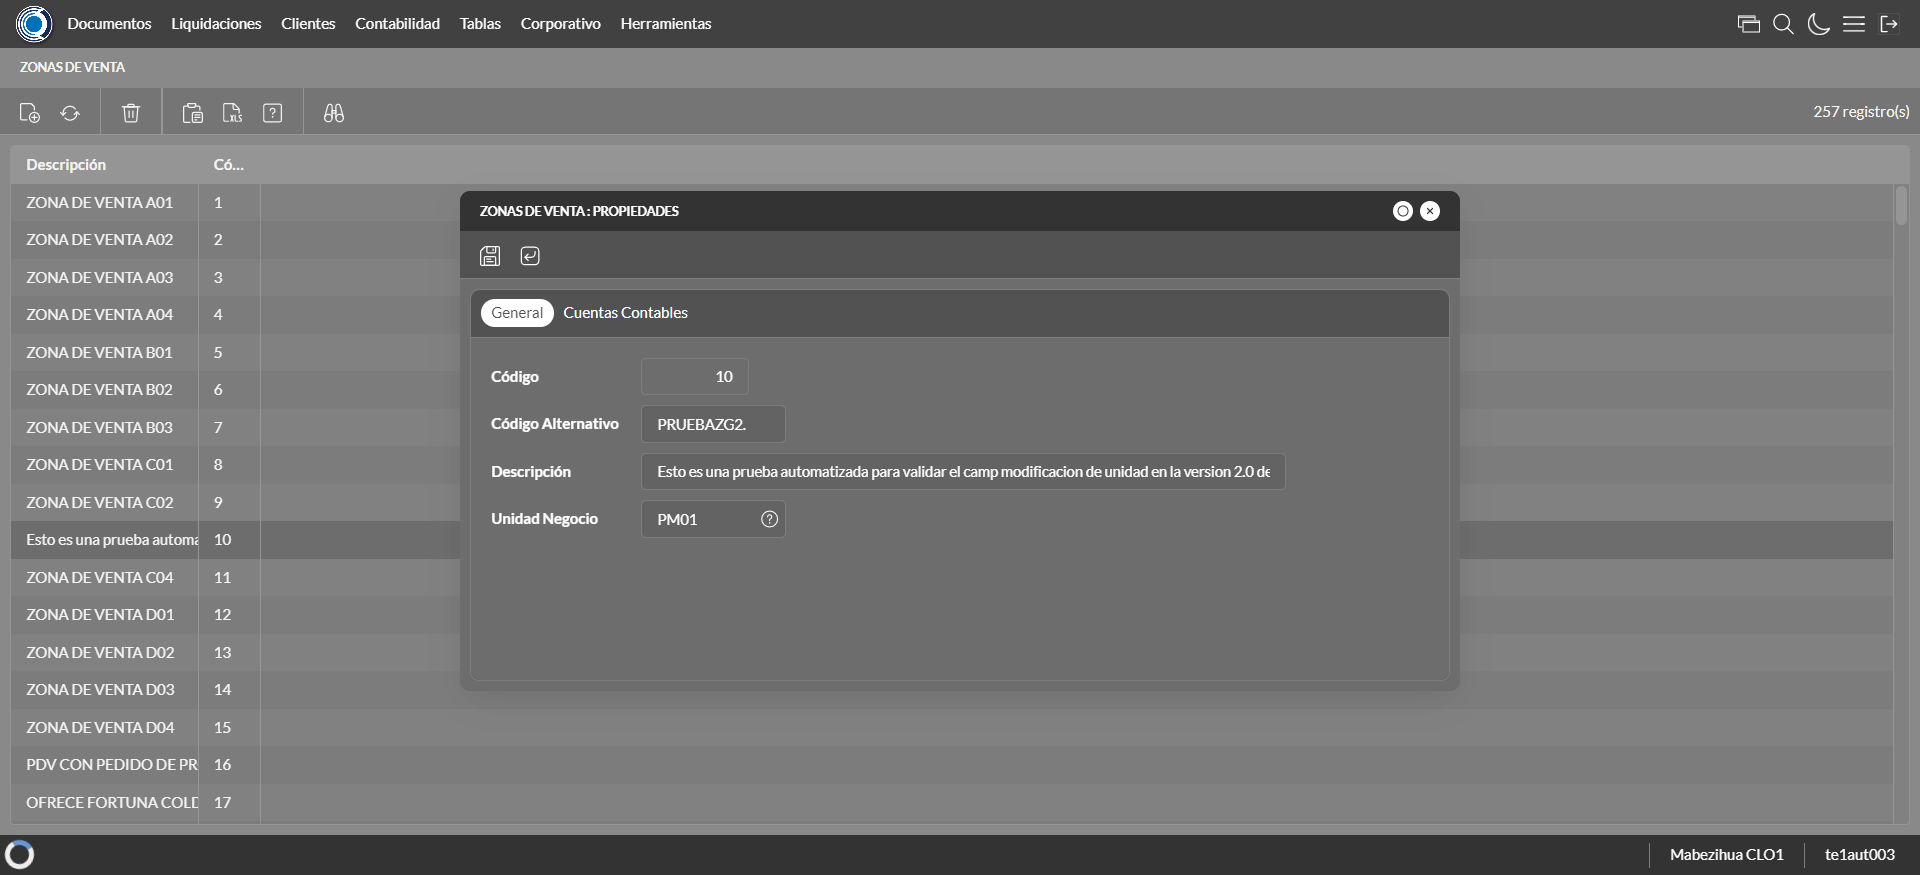 Documentos Liquidaciones Clientes Contabilidad Tablas Corporativo Herramientas
ZONAS DE VENTA
XLS ? 257 registro(s)
Descripción Có...
ZONA DE VENTA A01 1
ZONA DE VENTA A02 2
ZONA DE VENTA A03 3
ZONA DE VENTA A04 4
ZONA DE VENTA B01 5
ZONA DE VENTA B02 6
ZONA DE VENTA B03 7
ZONA DE VENTA C01 8
ZONA DE VENTA C02 9
Esto es una prueba automa 10
ZONA DE VENTA C04 11
ZONA DE VENTA D01 12
ZONA DE VENTA D02 13
ZONA DE VENTA D03 14
ZONA DE VENTA D04 15
PDV CON PEDIDO DE PR 16
OFRECE FORTUNA COLD 17
ZONAS DE VENTA : PROPIEDADES
General Cuentas Contables
Código 10
Código Alternativo PRUEBAZG2.
Descripción Esto es una prueba automatizada para validar el camp modificacion de unidad en la version 2.0 de
Unidad Negocio PM01 ?
Mabezihua CLO1 te1aut003